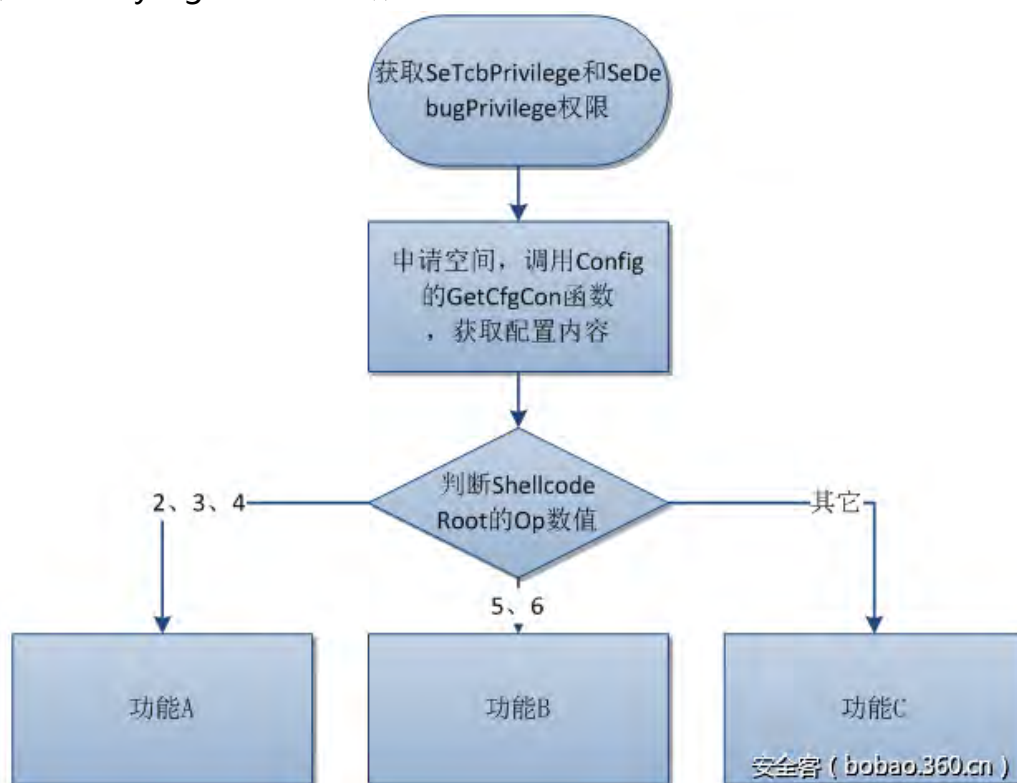 获取SeTcbPrivilege和SeDe
bugPrivilege权限
申请空间，调用Config
的GetCfgCon函数
，获取配置内容
判断Shellcode
Root的Op数值
2、3、4
其它
5、6
功能A
功能B
功能C
安全客（bobao.360.cn）